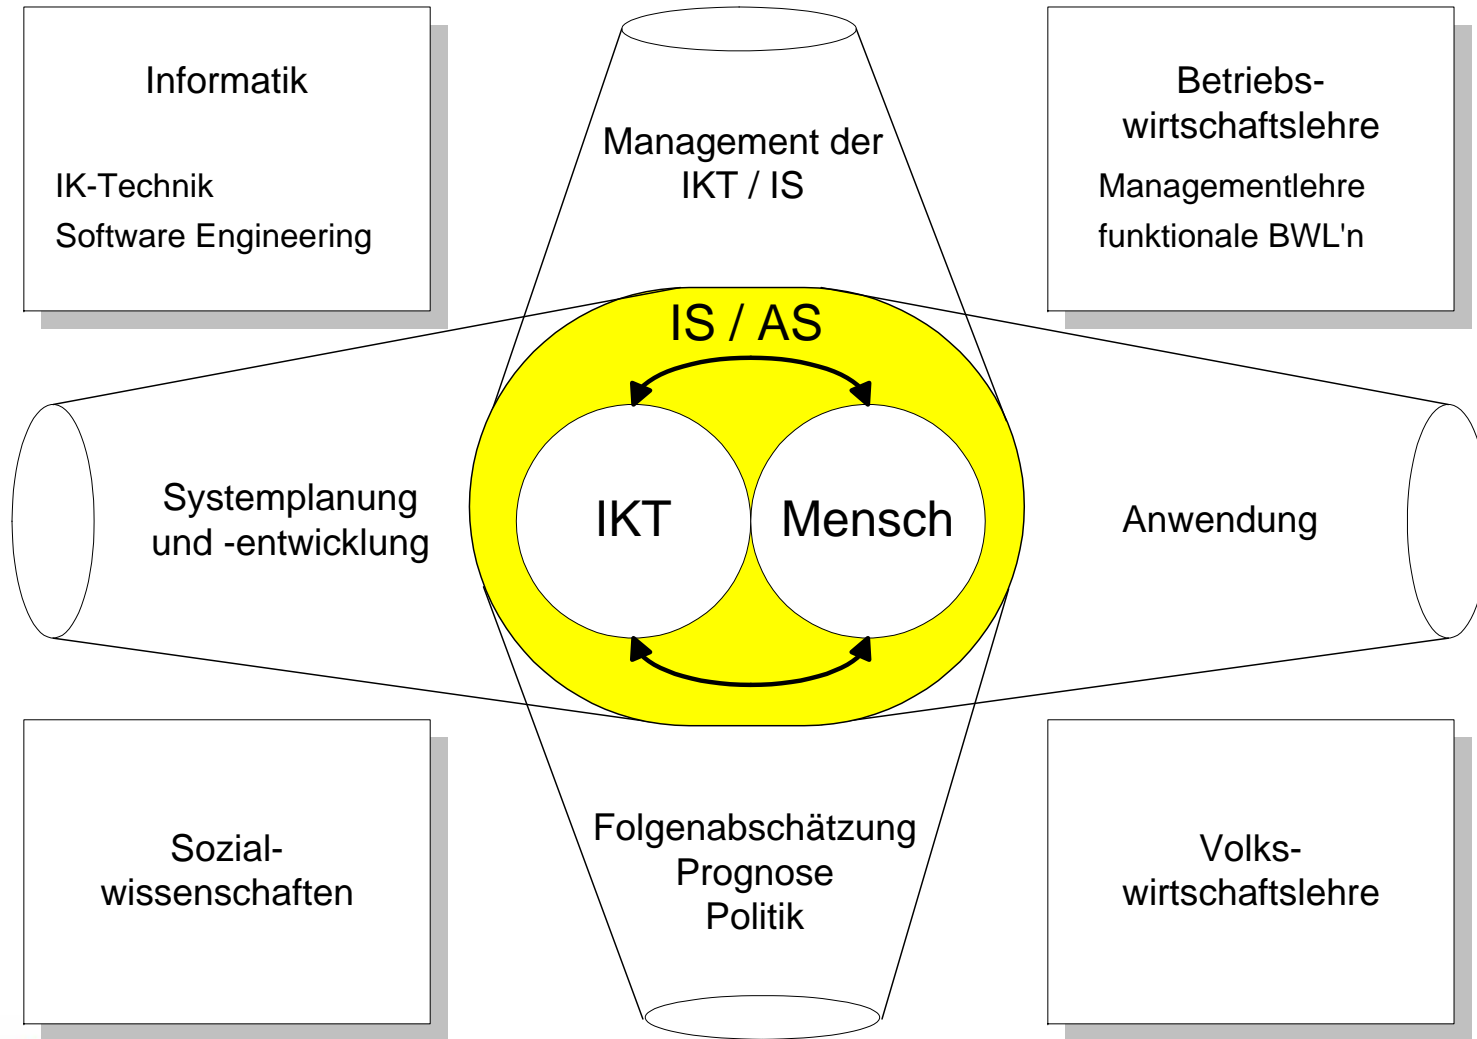 Informatik
IK-Technik
Software Engineering
Management der
IKT / IS
Betriebs-
wirtschaftslehre
Managementlehre
funktionale BWL'n
IS / AS
Systemplanung
und -entwicklung
IKT
Mensch
Anwendung
Sozial-
wissenschaften
Folgenabschätzung
Prognose
Politik
Volks-
wirtschaftslehre